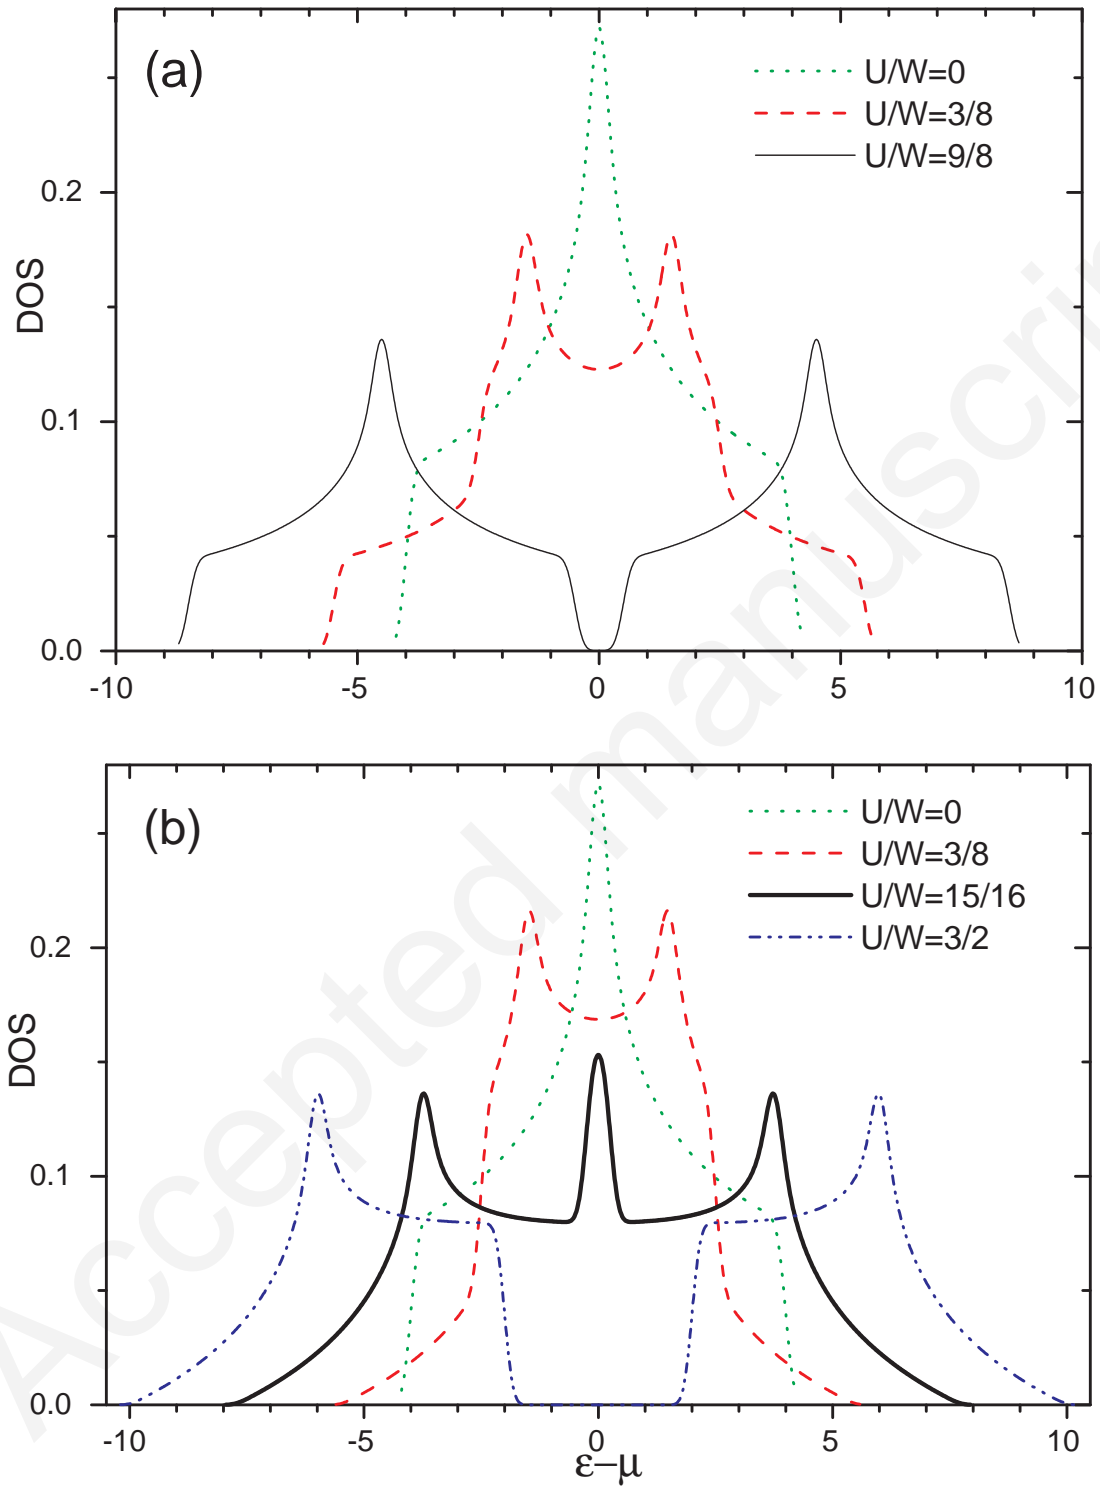 (a)
U/W=0
U/W=3/8
U/W=9/8
0.2
0.1
0.0
DOS
-10
-5
0
5
10
(b)
U/W=0
U/W=3/8
U/W=15/16
U/W=3/2
0.2
0.1
0.0
DOS
-10
-5
0
5
10
ε−μ
Accepted manuscrip